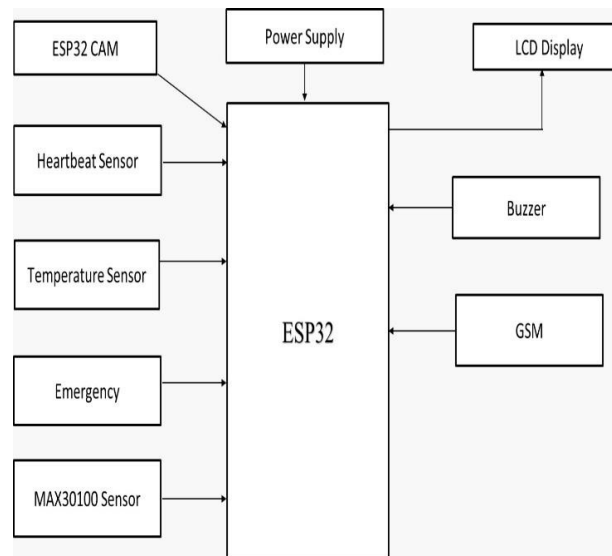 ESP32 CAM
Power Supply
LCD Display
Heartbeat Sensor
Buzzer
Temperature Sensor
ESP32
GSM
Emergency
MAX30100 Sensor